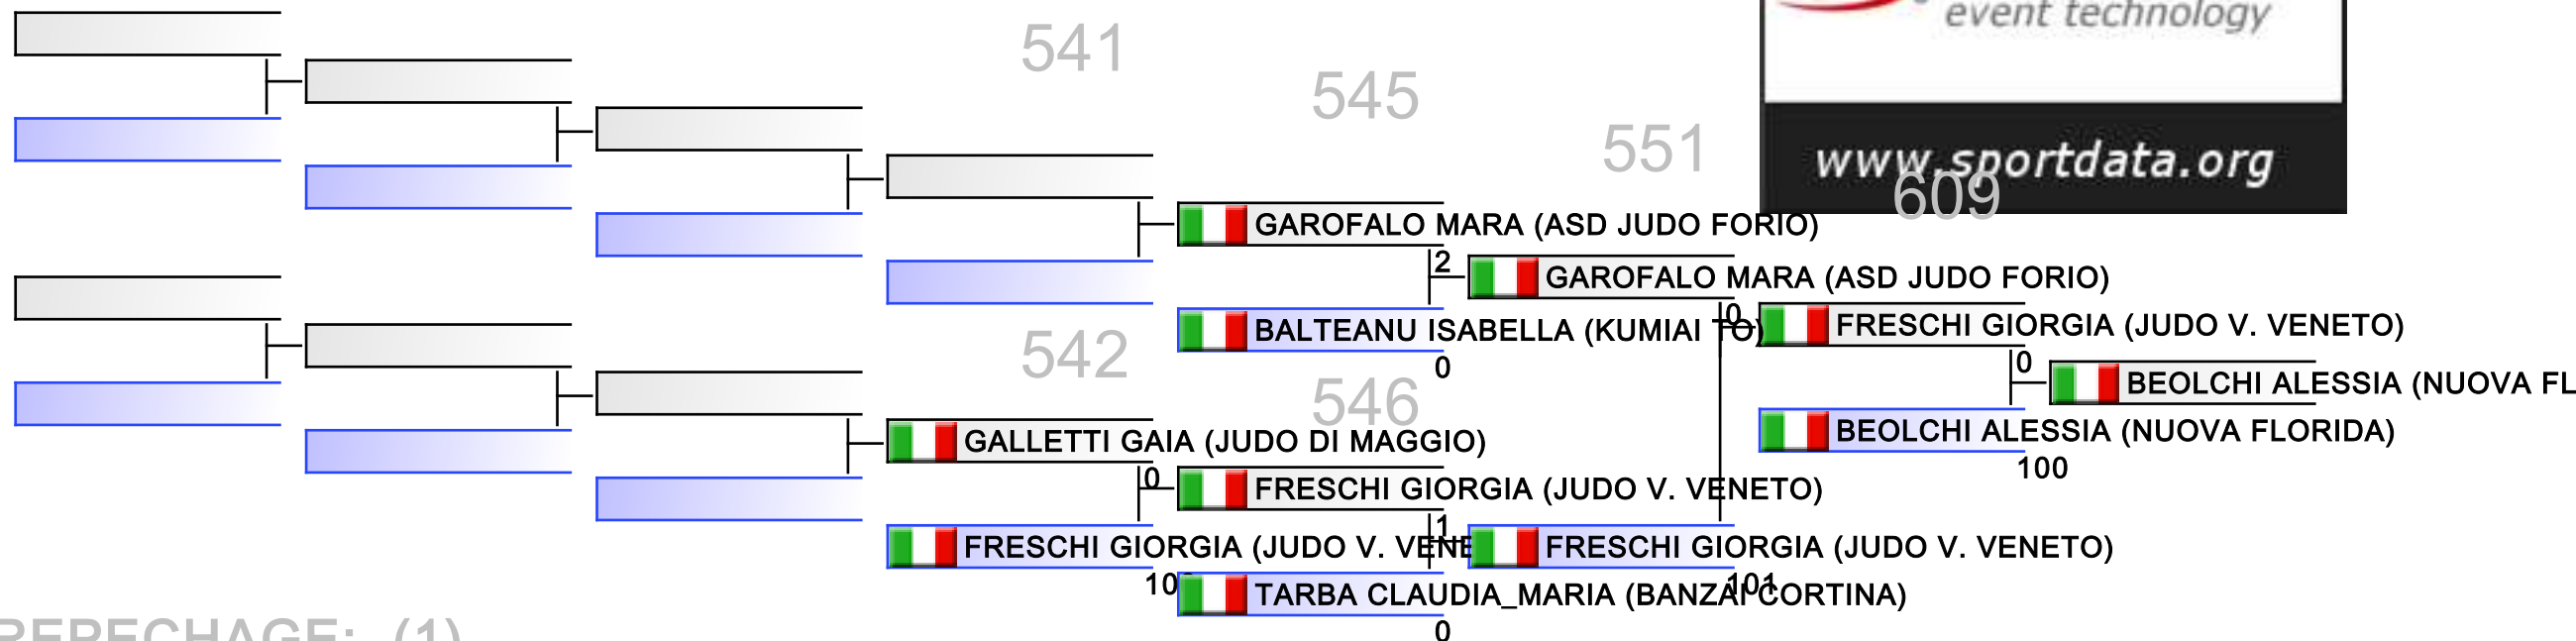 event technology
541
545
551
www.sportdata.org
609
GAROFALO MARA (ASD JUDO FORIO)
2
GAROFALO MARA (ASD JUDO FORIO)
0
BALTEANU ISABELLA (KUMIAI TO)
0
FRESCHI GIORGIA (JUDO V. VENETO)
0
BEOLCHI ALESSIA (NUOVA FL
BEOLCHI ALESSIA (NUOVA FLORIDA)
100
542
546
GALLETTI GAIA (JUDO DI MAGGIO)
0
FRESCHI GIORGIA (JUDO V. VENETO)
1
FRESCHI GIORGIA (JUDO V. VENE
FRESCHI GIORGIA (JUDO V. VENETO)
101
TARBA CLAUDIA_MARIA (BANZAI CORTINA)
0
REPECHAGE: (1)